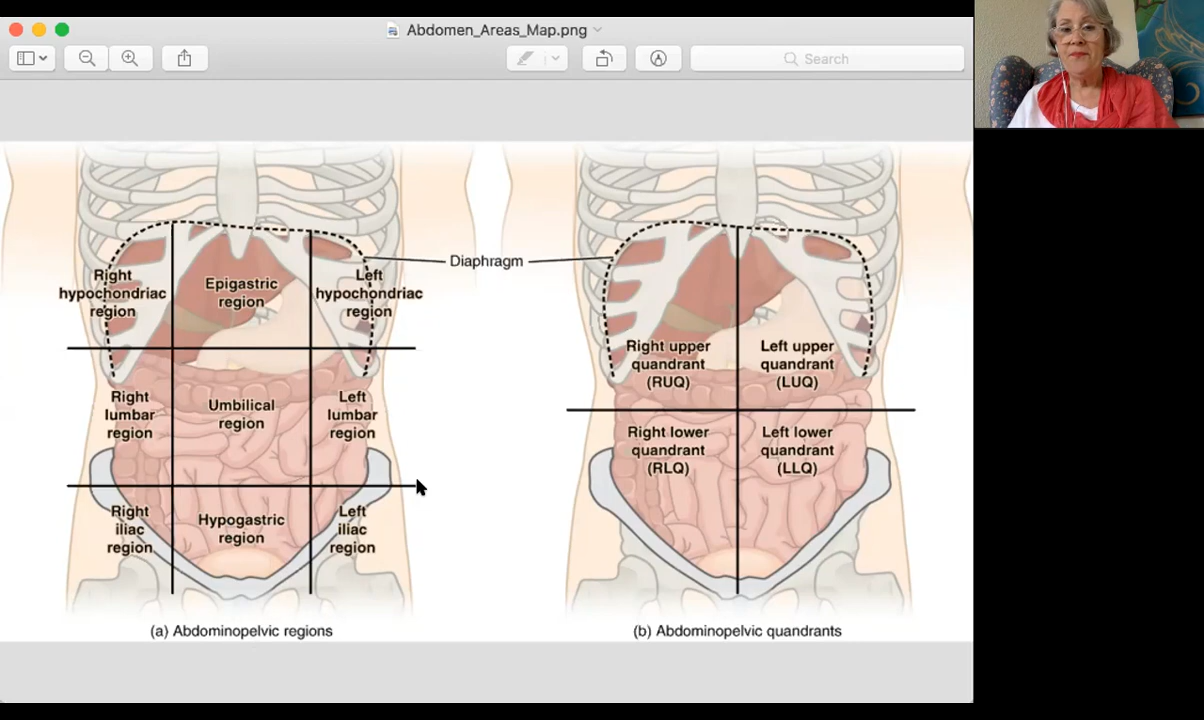 Abdomen_Areas_Map.png
Search
Diaphragm
Right
hypochondriac
region
Epigastric
region
Left
hypochondriac
region
Right
lumbar
region
Umbilical
region
Left
lumbar
region
Right
iliac
region
Hypogastric
region
Left
iliac
region
(a) Abdominopelvic regions
Right upper
quadrant
(RUQ)
Left upper
quadrant
(LUQ)
Right lower
quadrant
(RLQ)
Left lower
quadrant
(LLQ)
(b) Abdominopelvic quadrants